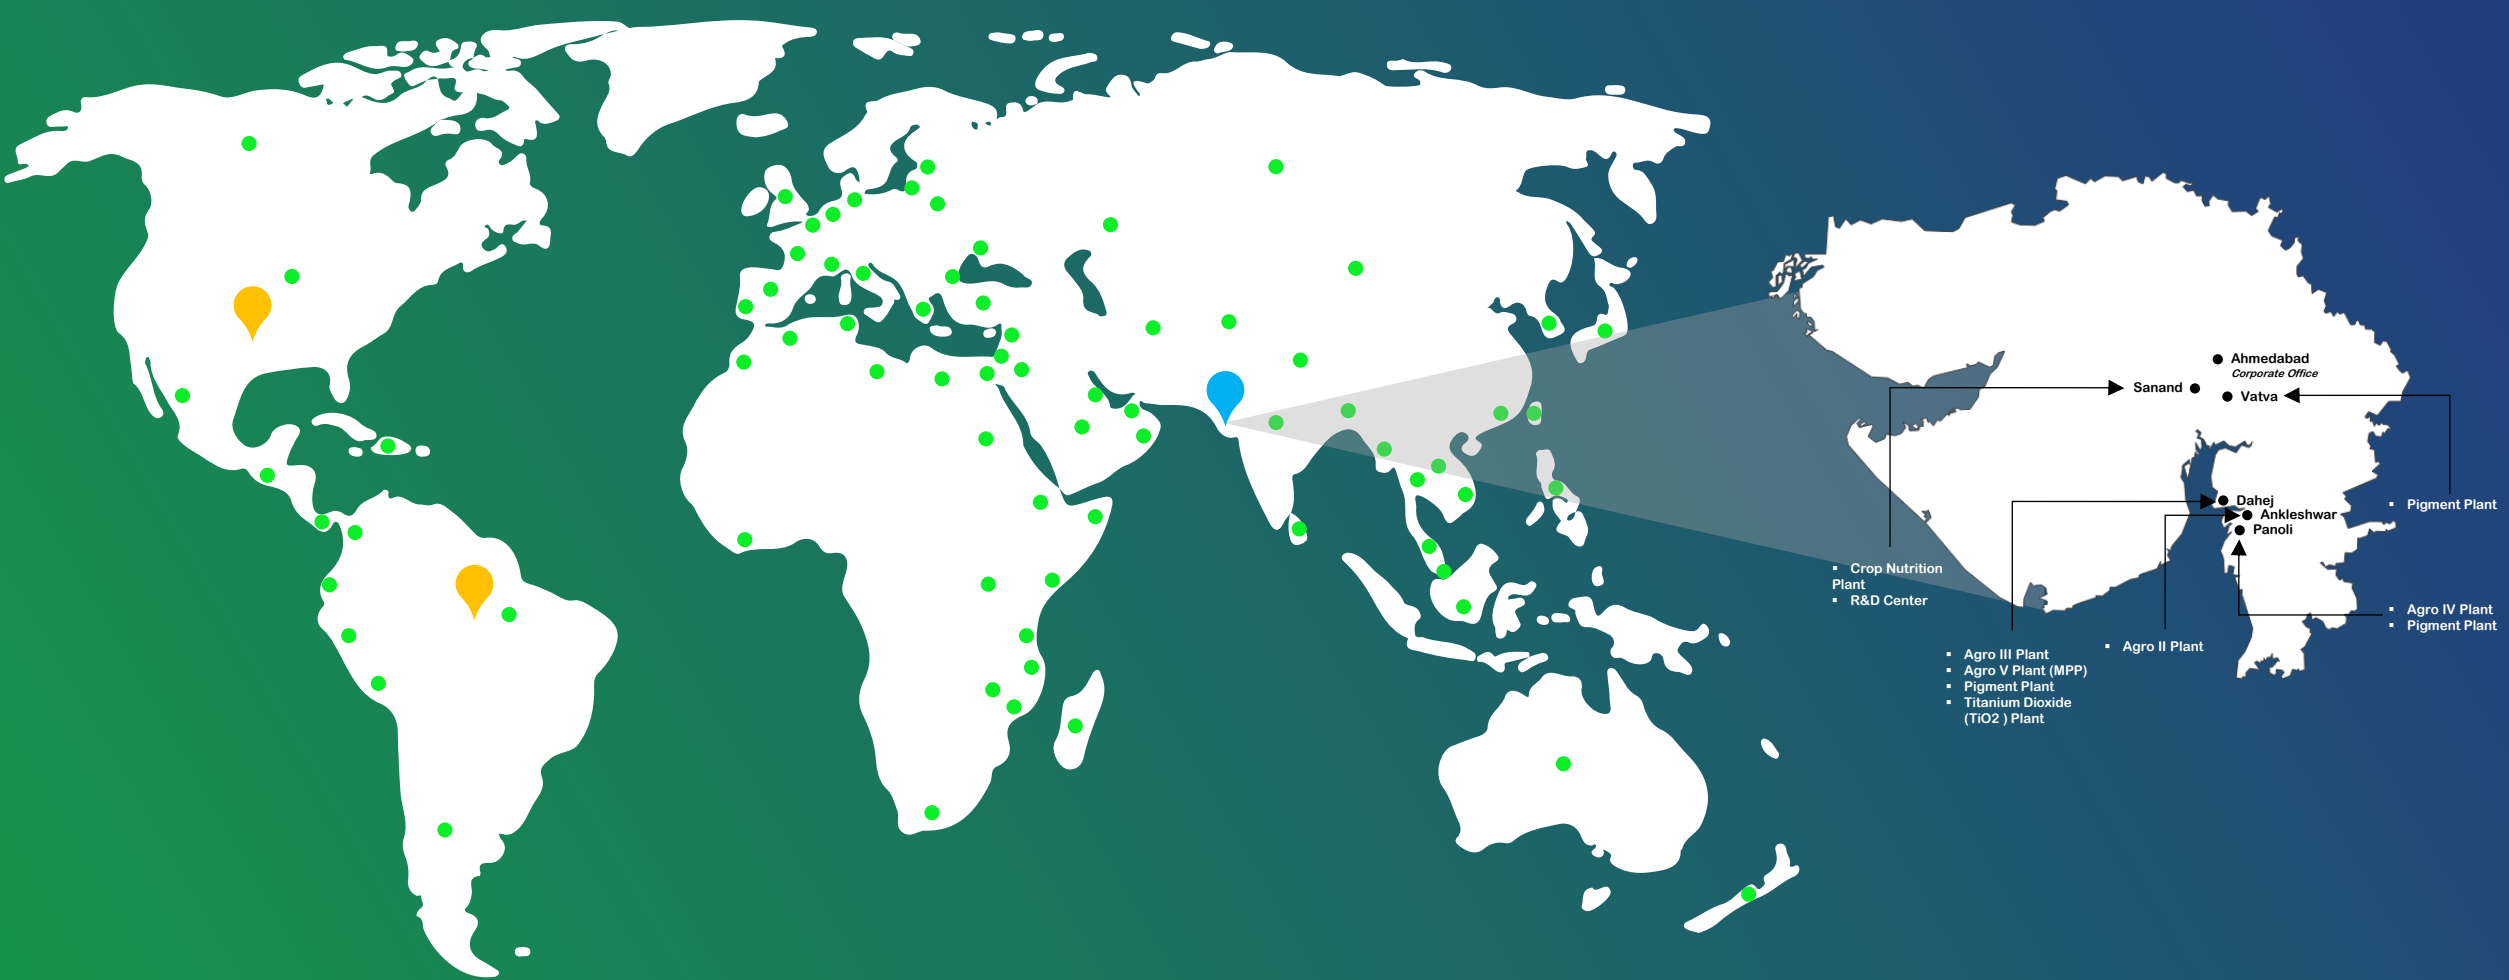 Ahmedabad
Corporate Office
Sanand
Vatva
Dahej
Ankleshwar
Panoli
▪ Pigment Plant
▪ Crop Nutrition
Plant
▪ R&D Center
▪ Agro IV Plant
▪ Pigment Plant
▪ Agro II Plant
▪ Agro III Plant
▪ Agro V Plant (MPP)
▪ Pigment Plant
▪ Titanium Dioxide
(TiO2 ) Plant